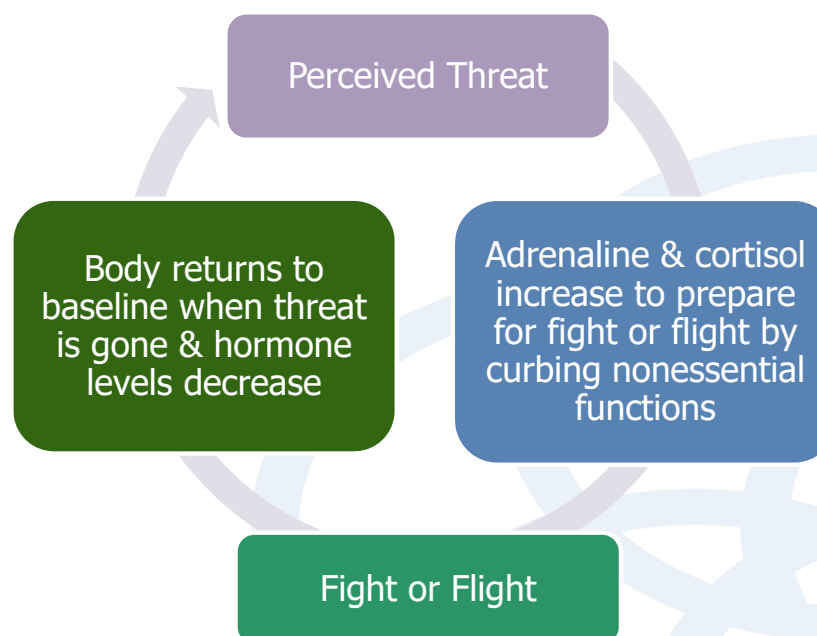 Perceived Threat
Adrenaline & cortisol
increase to prepare
for fight or flight by
curbing nonessential
functions
Fight or Flight
Body returns to
baseline when threat
is gone & hormone
levels decrease